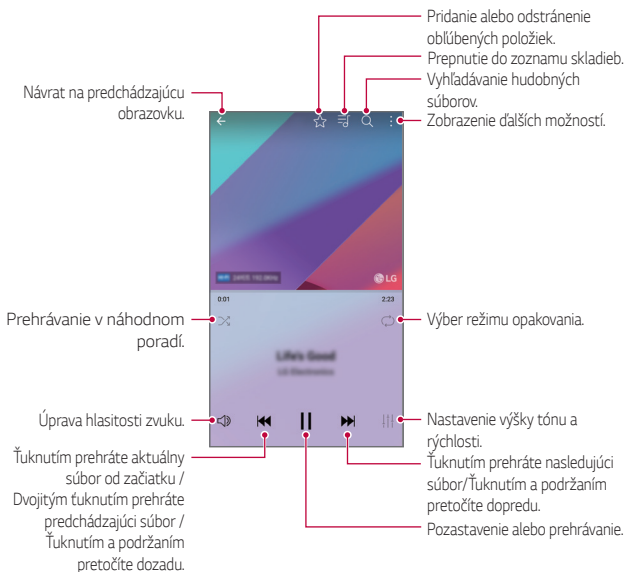 Pridanie alebo odstránenie
obľúbených položiek.
Prepnutie do zoznamu skladieb.
Vyhľadávanie hudobných
súborov.
Zobrazenie ďalších možností.
Návrat na predchádzajúcu
obrazovku.
LG
0:01
2:23
Prehrávanie v náhodnom
poradí.
Výber režimu opakovania.
Life's Good
LG Electronics
Úprava hlasitosti zvuku.
Nastavenie výšky tónu a
rýchlosti.
Ťuknutím prehráte aktuálny
súbor od začiatku /
Dvojitým ťuknutím prehráte
predchádzajúci súbor /
Ťuknutím a podržaním
pretočíte dozadu.
Ťuknutím prehráte nasledujúci
súbor/Ťuknutím a podržaním
pretočíte dopredu.
Pozastavenie alebo prehrávanie.